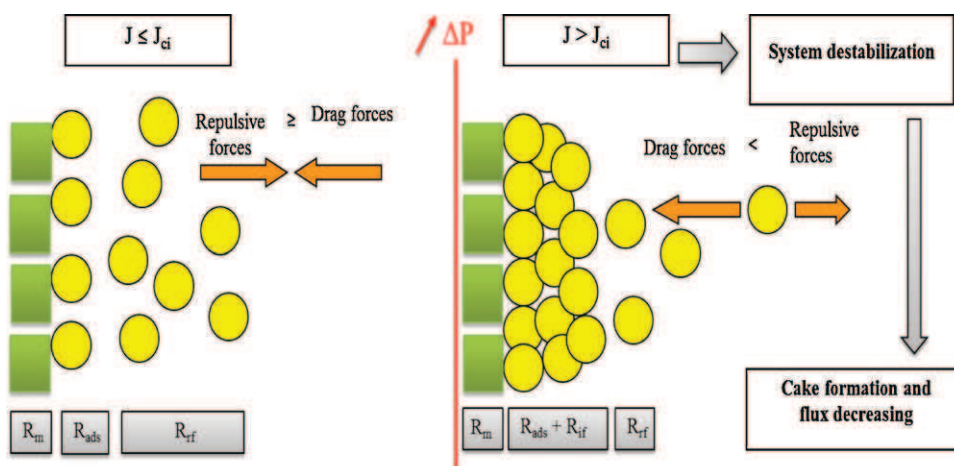 J ≤ J_ci
Repulsive ≥ Drag forces
forces
R_m R_ads R_rf
ΔP
J > J_ci
System destabilization
Drag forces < Repulsive
forces
R_m R_ads + R_if R_rf
Cake formation and
flux decreasing